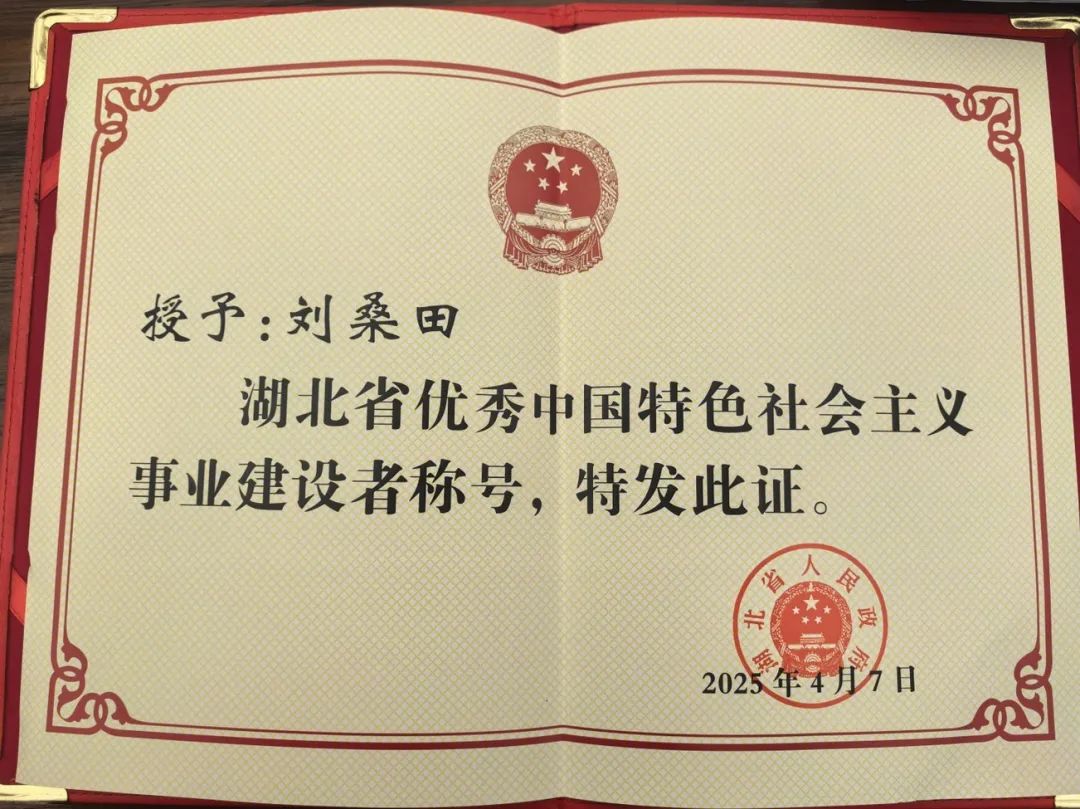 授予：刘桑田
湖北省优秀中国特色社会主义
事业建设者称号，特发此证。
湖北省人民政府
2025年4月7日